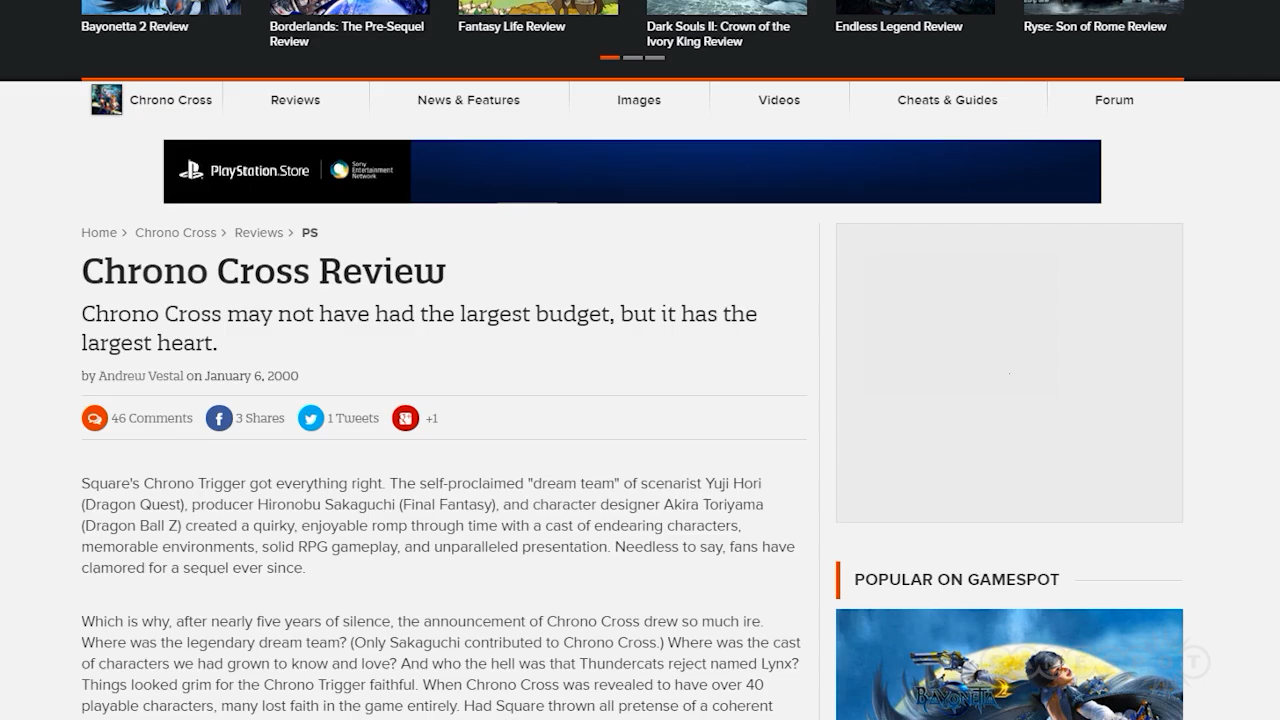 Bayonetta 2 Review
Borderlands: The Pre-Sequel
Review
Fantasy Life Review
Dark Souls II: Crown of the
Ivory King Review
Endless Legend Review
Ryse: Son of Rome Review
Chrono Cross
Reviews
News & Features
Images
Videos
Cheats & Guides
Forum
PlayStation.Store
Sony
Entertainment
Network
Home > Chrono Cross > Reviews > PS
Chrono Cross Review
Chrono Cross may not have had the largest budget, but it has the
largest heart.
by Andrew Vestal on January 6, 2000
46 Comments
3 Shares
1 Tweets
+1
Square's Chrono Trigger got everything right. The self-proclaimed "dream team" of scenarist Yuji Hori
(Dragon Quest), producer Hironobu Sakaguchi (Final Fantasy), and character designer Akira Toriyama
(Dragon Ball Z) created a quirky, enjoyable romp through time with a cast of endearing characters,
memorable environments, solid RPG gameplay, and unparalleled presentation. Needless to say, fans have
clamored for a sequel ever since.
Which is why, after nearly five years of silence, the announcement of Chrono Cross drew so much ire.
Where was the legendary dream team? (Only Sakaguchi contributed to Chrono Cross.) Where was the cast
of characters we had grown to know and love? And who the hell was that Thundercats reject named Lynx?
Things looked grim for the Chrono Trigger faithful. When Chrono Cross was revealed to have over 40
playable characters, many lost faith in the game entirely. Had Square thrown all pretense of a coherent
POPULAR ON GAMESPOT
BAYONETTA 2